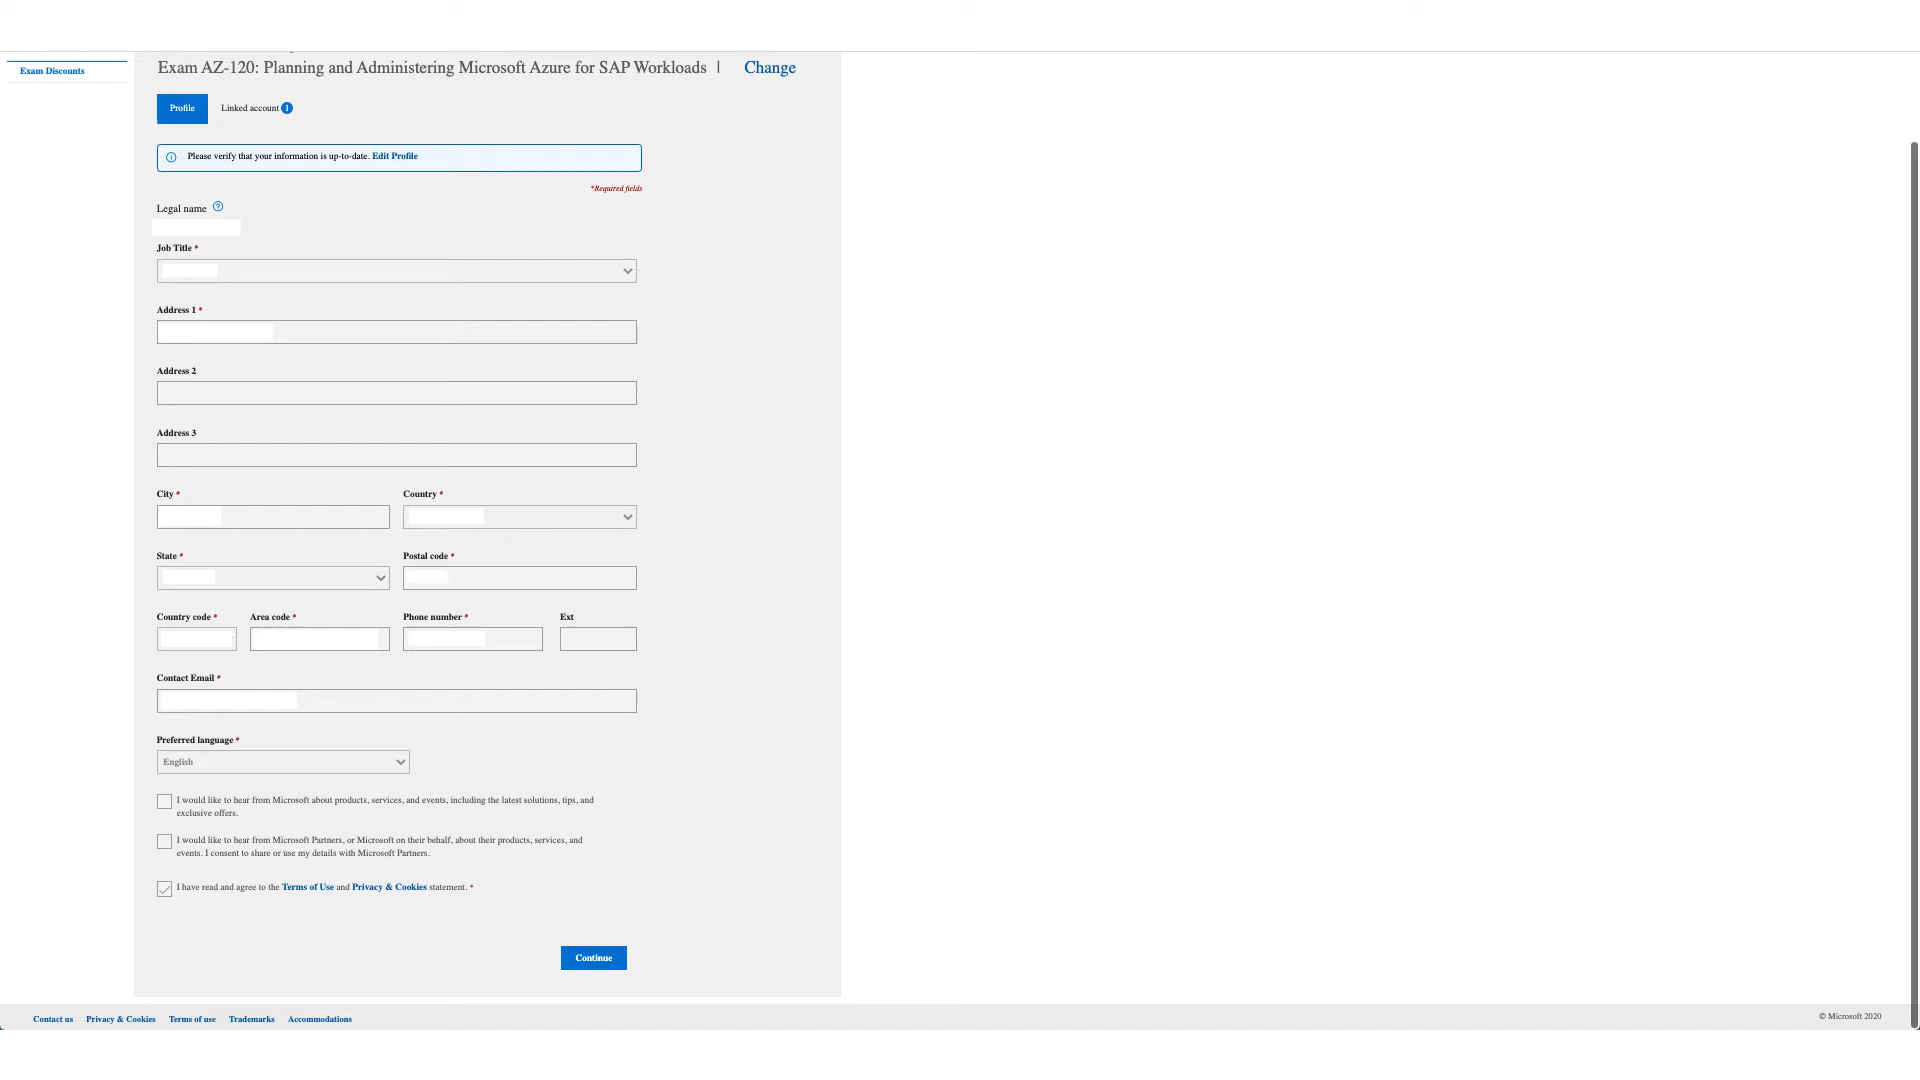 Exam Discounts
Exam AZ-120: Planning and Administering Microsoft Azure for SAP Workloads | Change
Profile
Linked account
Please verify that your information is up-to-date. Edit Profile
*Required fields
Legal name
Job Title *
Address 1 *
Address 2
Address 3
City *
Country *
State *
Postal code *
Country code *
Area code *
Phone number *
Ext
Contact Email *
Preferred language *
English
I would like to hear from Microsoft about products, services, and events, including the latest solutions, tips, and
exclusive offers.
I would like to hear from Microsoft Partners, or Microsoft on their behalf, about their products, services, and
events. I consent to share or use my details with Microsoft Partners.
I have read and agree to the Terms of Use and Privacy & Cookies statement. *
Continue
Contact us
Privacy & Cookies
Terms of use
Trademarks
Accommodations
© Microsoft 2020